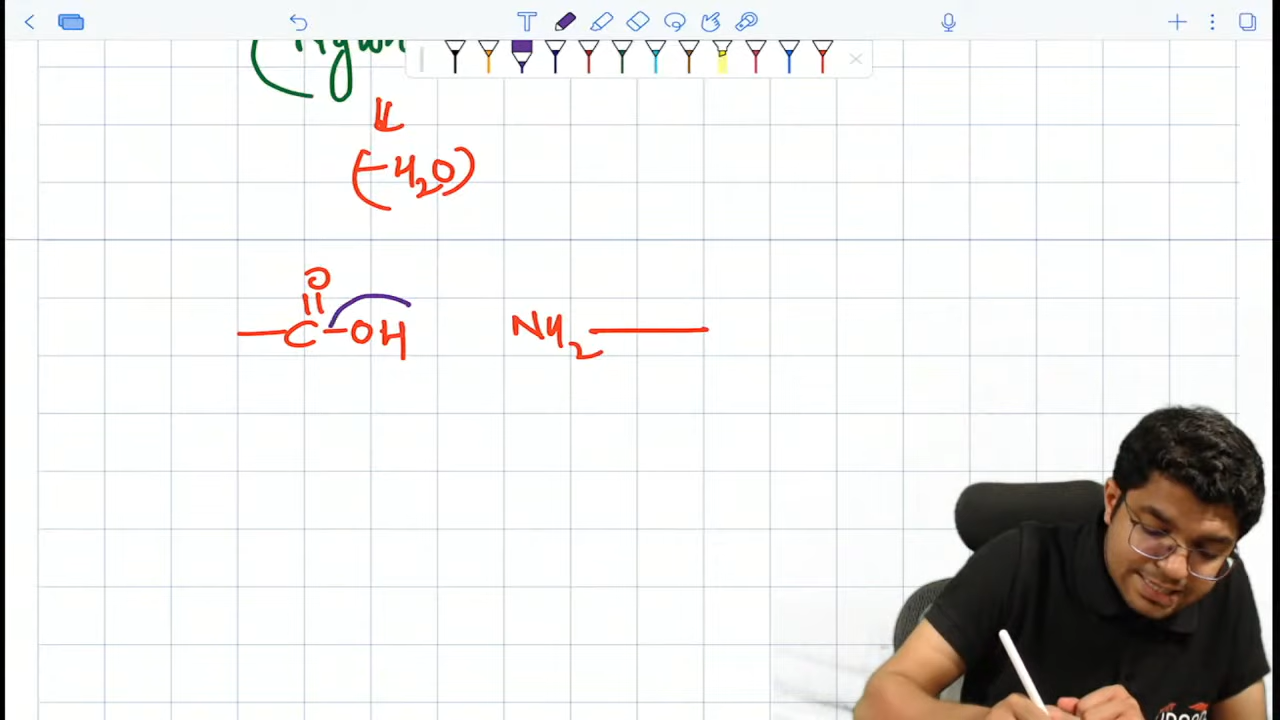 (-H₂O)
O
||
—C-OH NH₂—